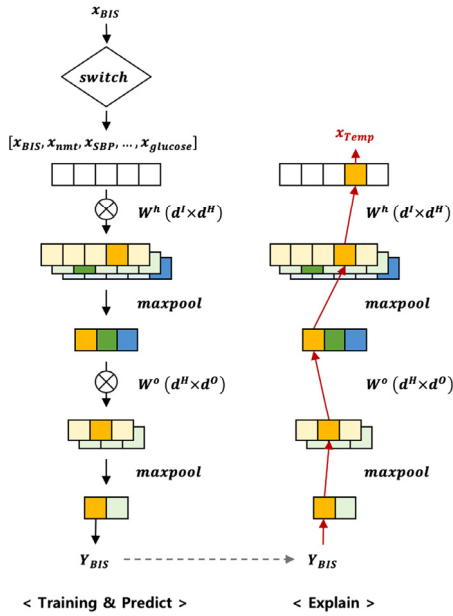 x_BIS
switch
[x_BIS, x_nmt, x_SBP, ..., x_glucose]
W^h (d^I×d^H)
maxpool
W^o (d^H×d^O)
maxpool
Y_BIS
< Training & Predict >
x_Temp
W^h (d^I×d^H)
maxpool
W^o (d^H×d^O)
maxpool
Y_BIS
< Explain >